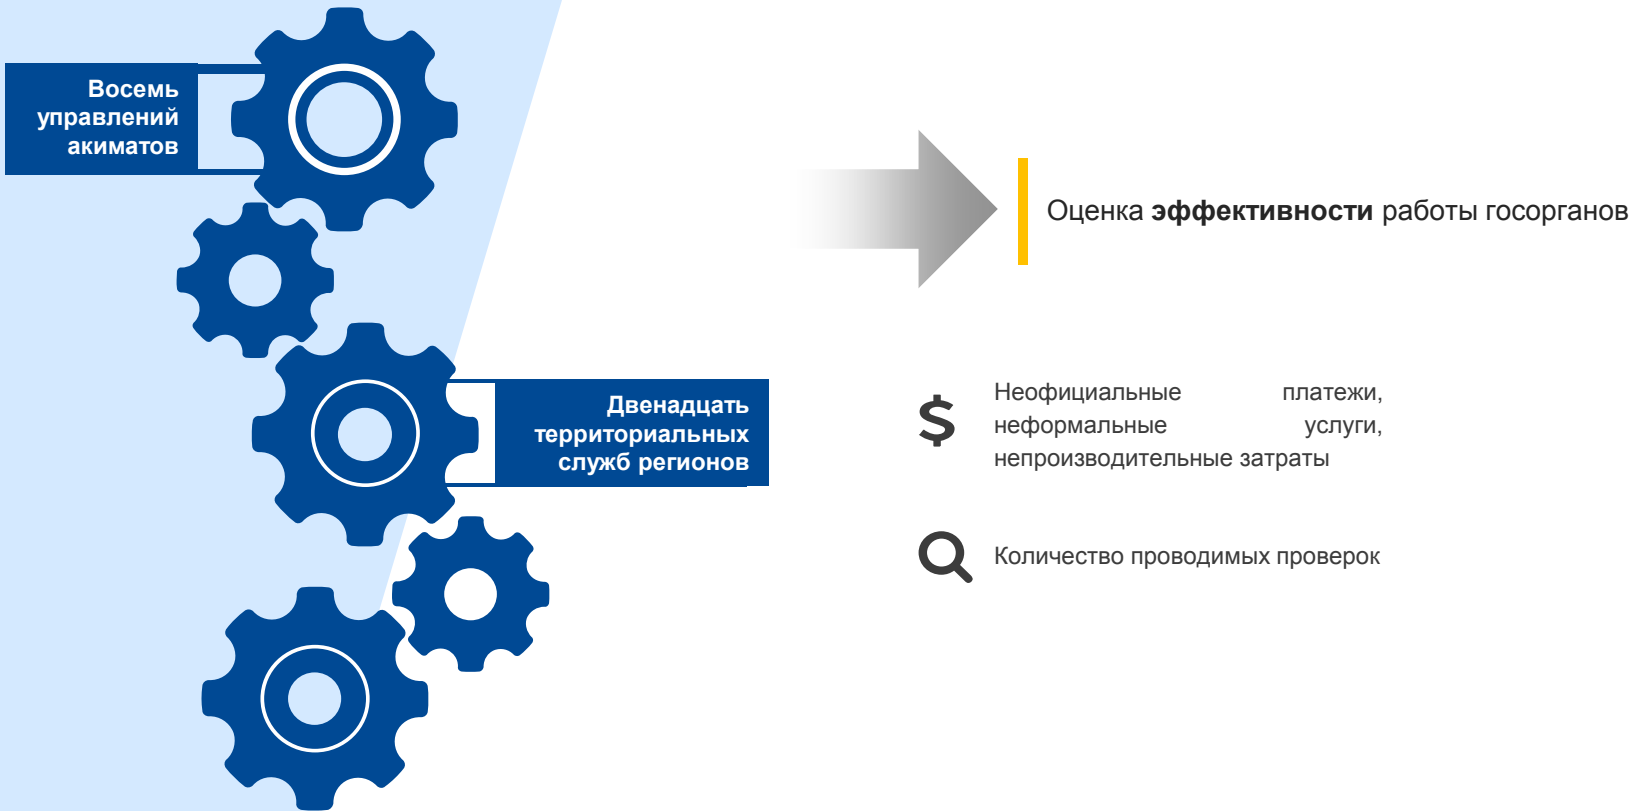 Восемь
управлений
акиматов
Оценка эффективности работы госорганов
Двенадцать
территориальных
служб регионов
Неофициальные платежи,
неформальные услуги,
непроизводительные затраты
Количество проводимых проверок